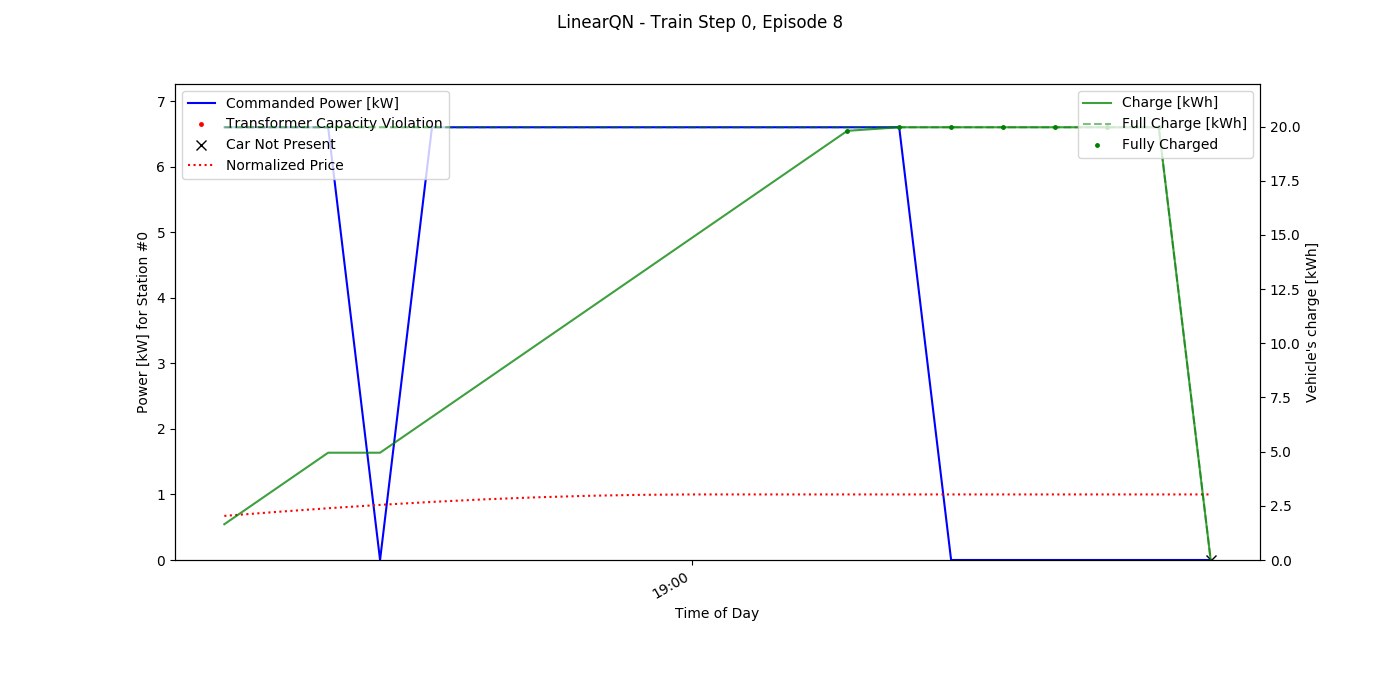 LinearQN - Train Step 0, Episode 8
Commanded Power [kW]
Transformer Capacity Violation
Car Not Present
Normalized Price
Charge [kWh]
Full Charge [kWh]
Fully Charged
7
6
5
4
3
2
1
0
Power [kW] for Station #0
20.0
17.5
15.0
12.5
10.0
7.5
5.0
2.5
0.0
Vehicle's charge [kWh]
19:00
Time of Day